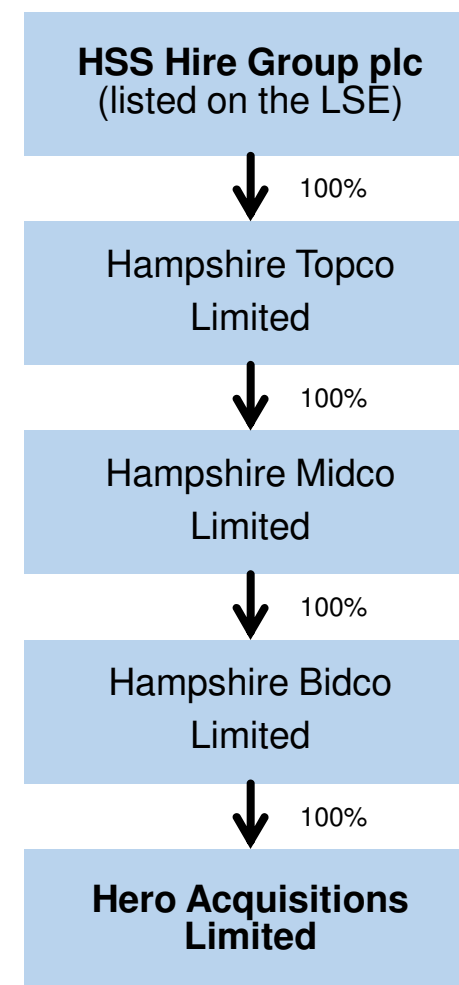 HSS Hire Group plc
(listed on the LSE)
100%
Hampshire Topco
Limited
100%
Hampshire Midco
Limited
100%
Hampshire Bidco
Limited
100%
Hero Acquisitions
Limited